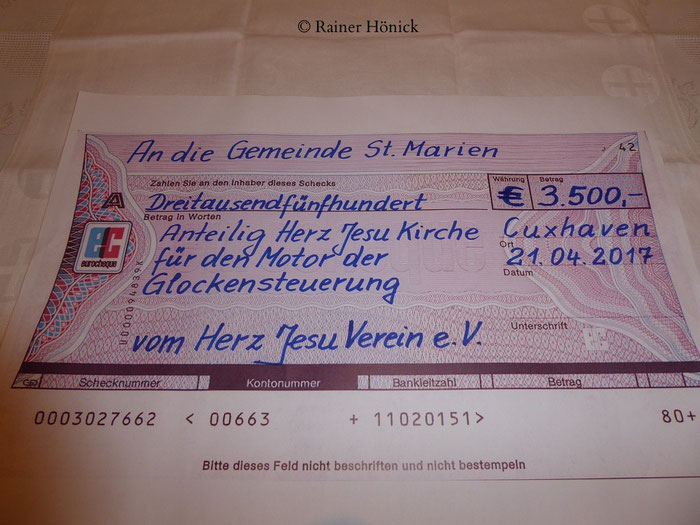 © Rainer Hönick
An die Gemeinde St. Marien
42
Zahlen Sie an den Inhaber dieses Schecks
Währung Betrag
Dreitausendfünfhundert € 3.500,-
Betrag in Worten
Anteilig Herz Jesu Kirche Cuxhaven
Ort
für den Motor der 21.04.2017
Datum
Glockensteuerung
ec
eurocheque
Unterschrift
vom Herz Jesu Verein e.V.
Schecknummer Kontonummer Bankleitzahl Betrag
0003027662 < 00663 + 11020151> 80+
Bitte dieses Feld nicht beschriften und nicht bestempeln